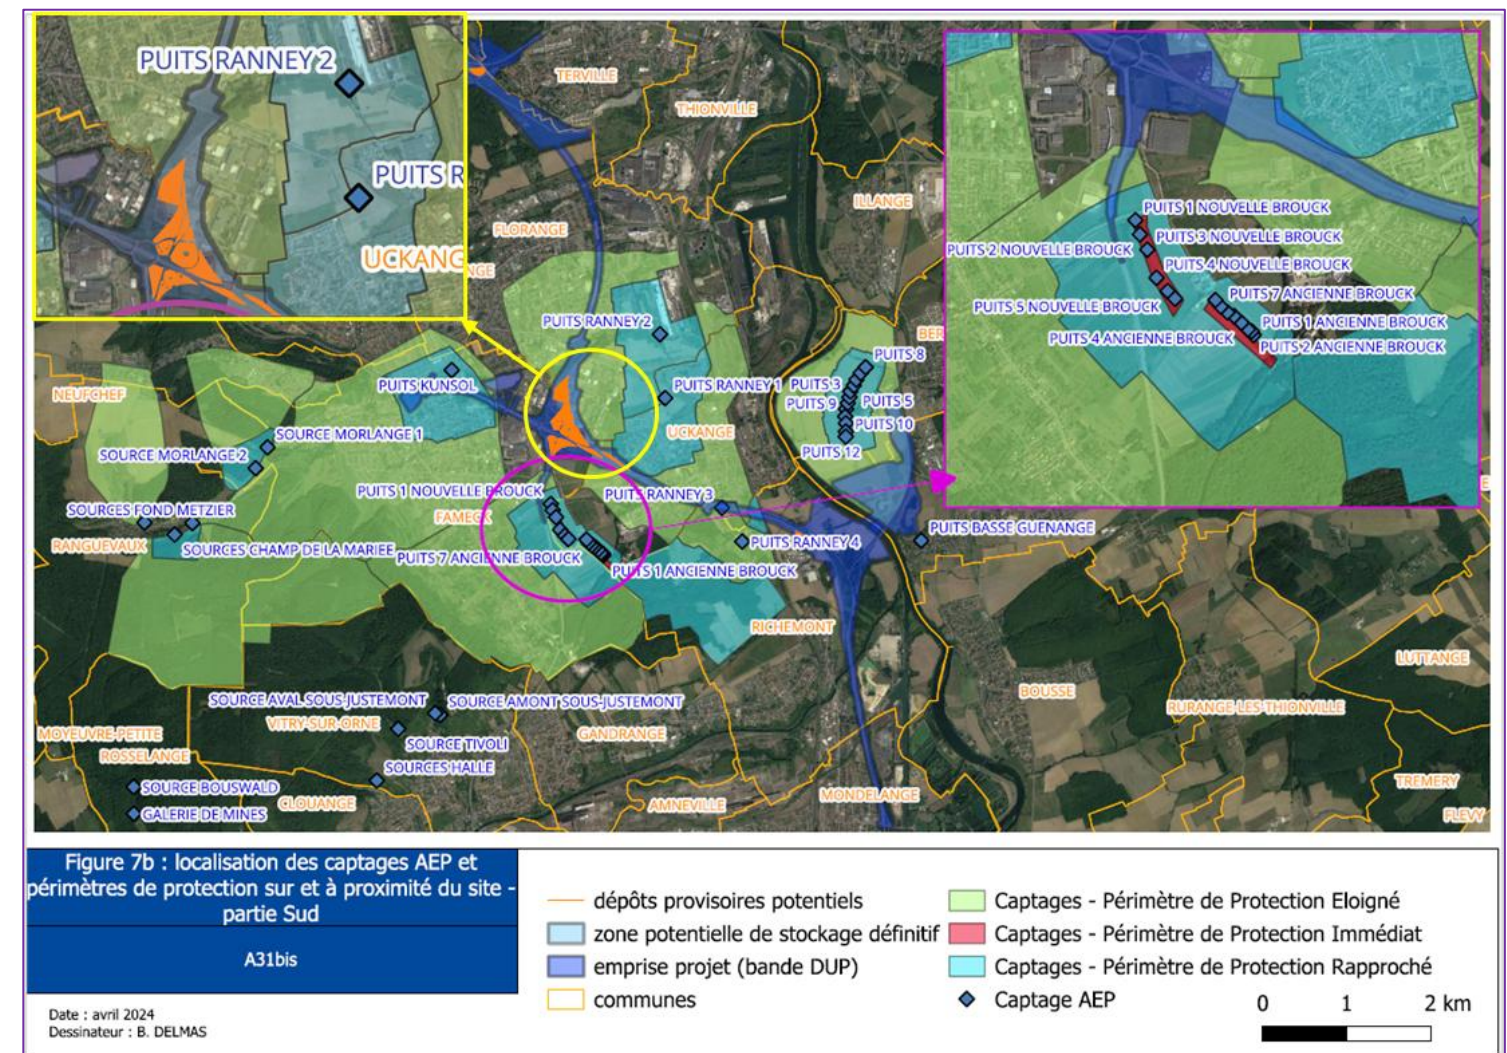 PUITS RANNEY 2
PUITS R
UCKANG
TERVILLE
THIONVILLE
ILLANGE
FLORANGE
NGE
BER
PUITS 1 NOUVELLE BROUCK
PUITS 3 NOUVELLE BROUCK
PUITS 2 NOUVELLE BROUCK
PUITS 4 NOUVELLE BROUCK
PUITS 7 ANCIENNE BROUCK
PUITS 5 NOUVELLE BROUCK
PUITS 1 ANCIENNE BROUCK
PUITS 4 ANCIENNE BROUCK
PUITS 2 ANCIENNE BROUCK
PUITS RANNEY 2
PUITS 8
PUITS KUNSOL
PUITS RANNEY 1
PUITS 3
PUITS 9
PUITS 5
NEUFCHEF
SOURCE MORLANGE 1
UCKANGE
PUITS 10
SOURCE MORLANGE 2
PUITS 12
PUITS 1 NOUVELLE BROUCK
PUITS RANNEY 3
SOURCES FOND METZIER
FAMECK
PUITS BASSE GUENANGE
RANGUEVAUX
SOURCES CHAMP DE LA MARIEE
PUITS 7 ANCIENNE BROUCK
PUITS RANNEY 4
PUITS 1 ANCIENNE BROUCK
RICHEMONT
LUTTANGE
BOUSSE
SOURCE AVAL SOUS-JUSTEMONT
SOURCE AMONT SOUS-JUSTEMONT
RURANGE-LES-THIONVILLE
VITRY-SUR-ORNE
MOYEUVRE-PETITE
GANDRANGE
SOURCE TIVOLI
ROSSELANGE
SOURCES HALLE
SOURCE BOUSWALD
TREMERY
CLOUANGE
AMNEVILLE
MONDELANGE
GALERIE DE MINES
FLEVY
Figure 7b : localisation des captages AEP et
périmètres de protection sur et à proximité du site -
partie Sud
A31bis
Date : avril 2024
Dessinateur : B. DELMAS
dépôts provisoires potentiels
zone potentielle de stockage définitif
emprise projet (bande DUP)
communes
Captages - Périmètre de Protection Eloigné
Captages - Périmètre de Protection Immédiat
Captages - Périmètre de Protection Rapproché
Captage AEP
0 1 2 km